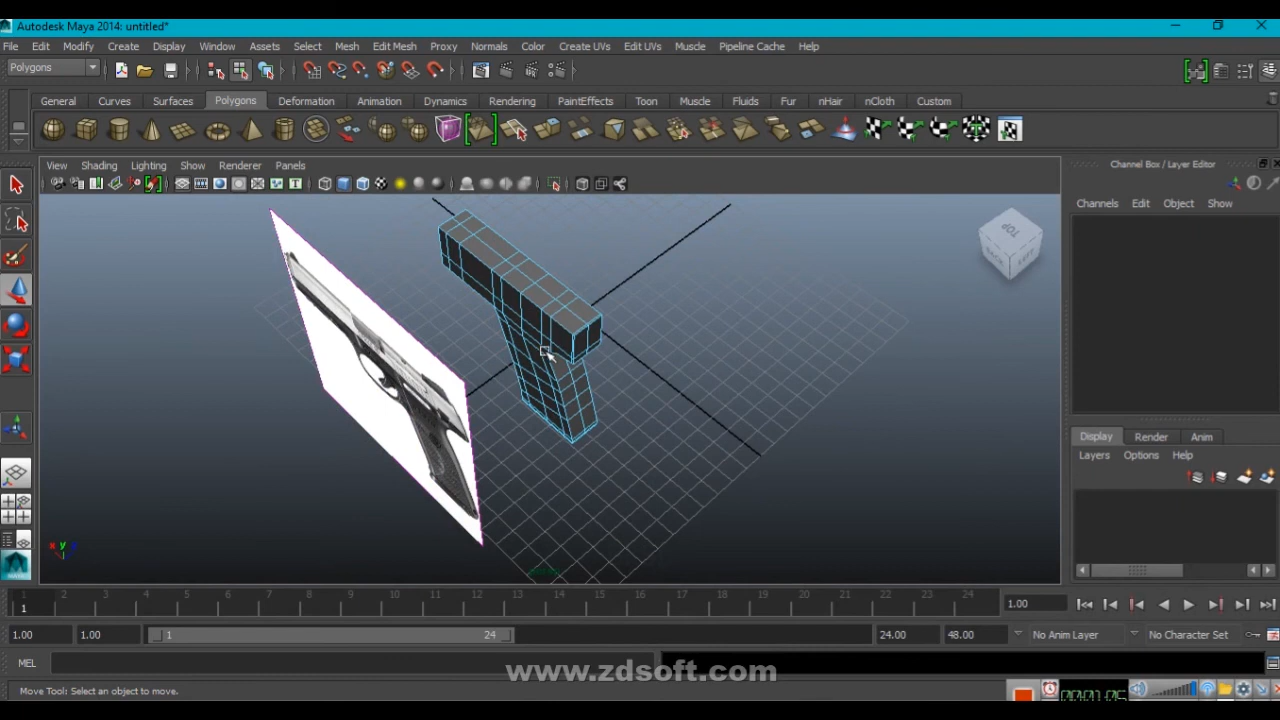 Autodesk Maya 2014: untitled*
File Edit Modify Create Display Window Assets Select Mesh Edit Mesh Proxy Normals Color Create UVs Edit UVs Muscle Pipeline Cache Help
Polygons
General Curves Surfaces Polygons Deformation Animation Dynamics Rendering PaintEffects Toon Muscle Fluids Fur nHair nCloth Custom
View Shading Lighting Show Renderer Panels
Channel Box / Layer Editor
Channels Edit Object Show
TOP
BACK LEFT
Display Render Anim
Layers Options Help
x y
1 2 3 4 5 6 7 8 9 10 11 12 13 14 15 16 17 18 19 20 21 22 23 24
1 1.00
1.00 1.00 1 24 24.00 48.00 No Anim Layer No Character Set
MEL
www.zdsoft.com
Move Tool: Select an object to move.